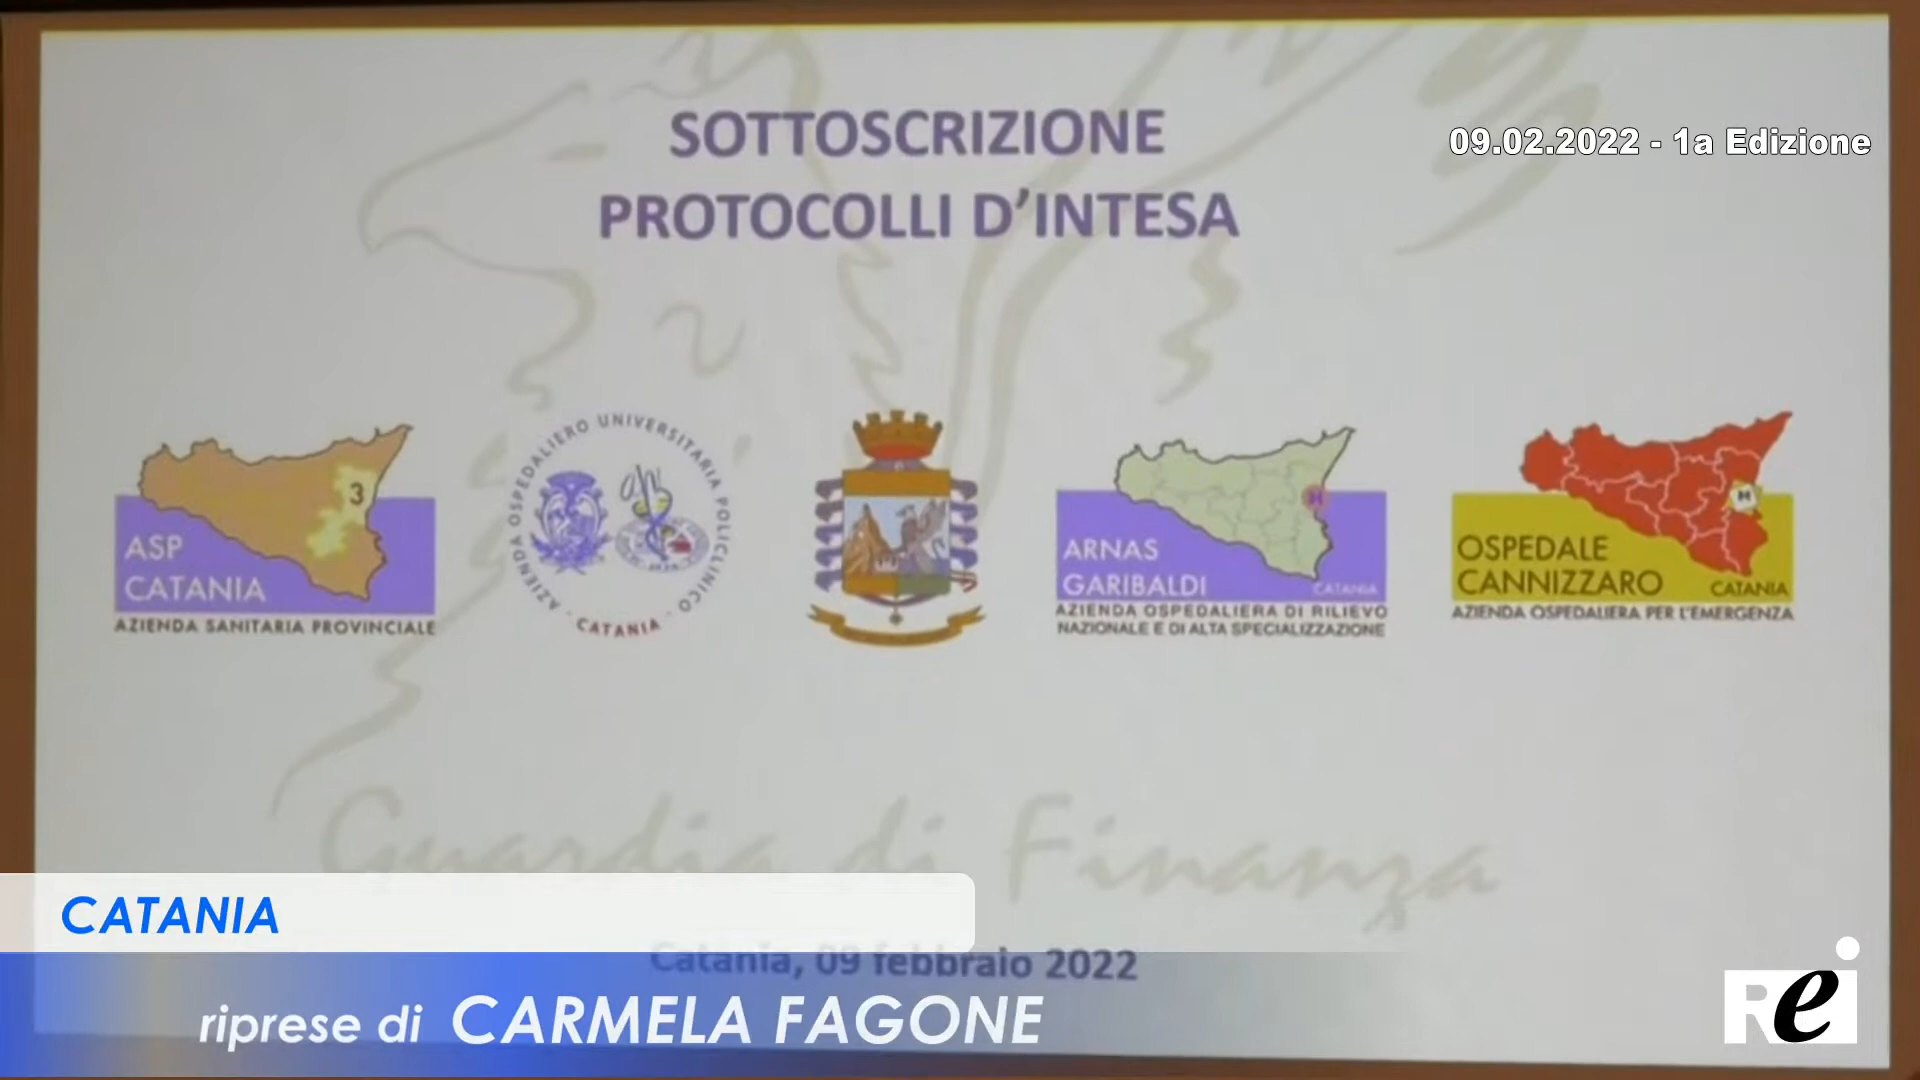 SOTTOSCRIZIONE
PROTOCOLLI D'INTESA
09.02.2022 - 1a Edizione
3
ASP
CATANIA
AZIENDA SANITARIA PROVINCIALE
AZIENDA OSPEDALIERO UNIVERSITARIA POLICLINICO
CATANIA
H
ARNAS
GARIBALDI
CATANIA
AZIENDA OSPEDALIERA DI RILIEVO
NAZIONALE E DI ALTA SPECIALIZZAZIONE
H
OSPEDALE
CANNIZZARO
CATANIA
AZIENDA OSPEDALIERA PER L'EMERGENZA
Guardia di Finanza
CATANIA
Catania, 09 febbraio 2022
riprese di CARMELA FAGONE
Re